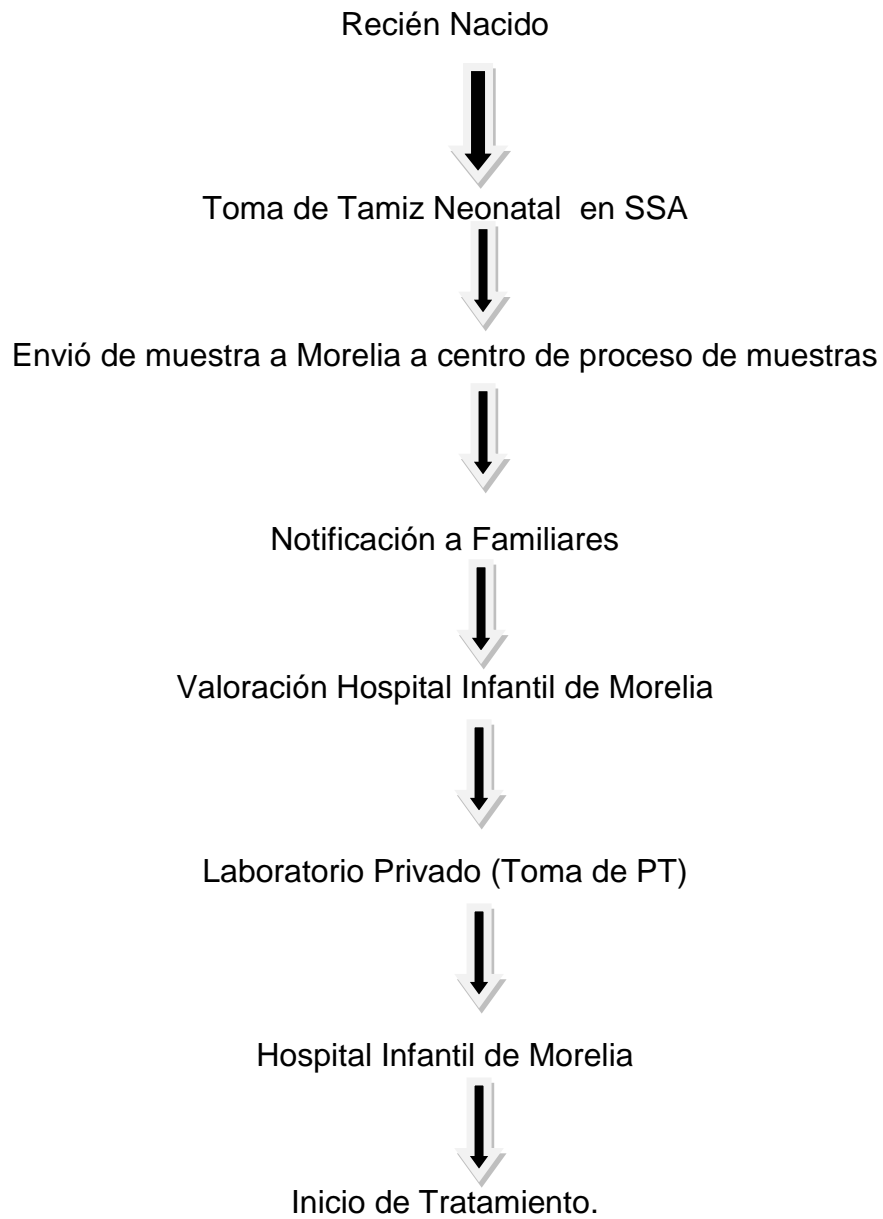 Recién Nacido
Toma de Tamiz Neonatal  en SSA
Envió de muestra a Morelia a centro de proceso de muestras
Notificación a Familiares
Valoración Hospital Infantil de Morelia
Laboratorio Privado (Toma de PT)
Hospital Infantil de Morelia
Inicio de Tratamiento.